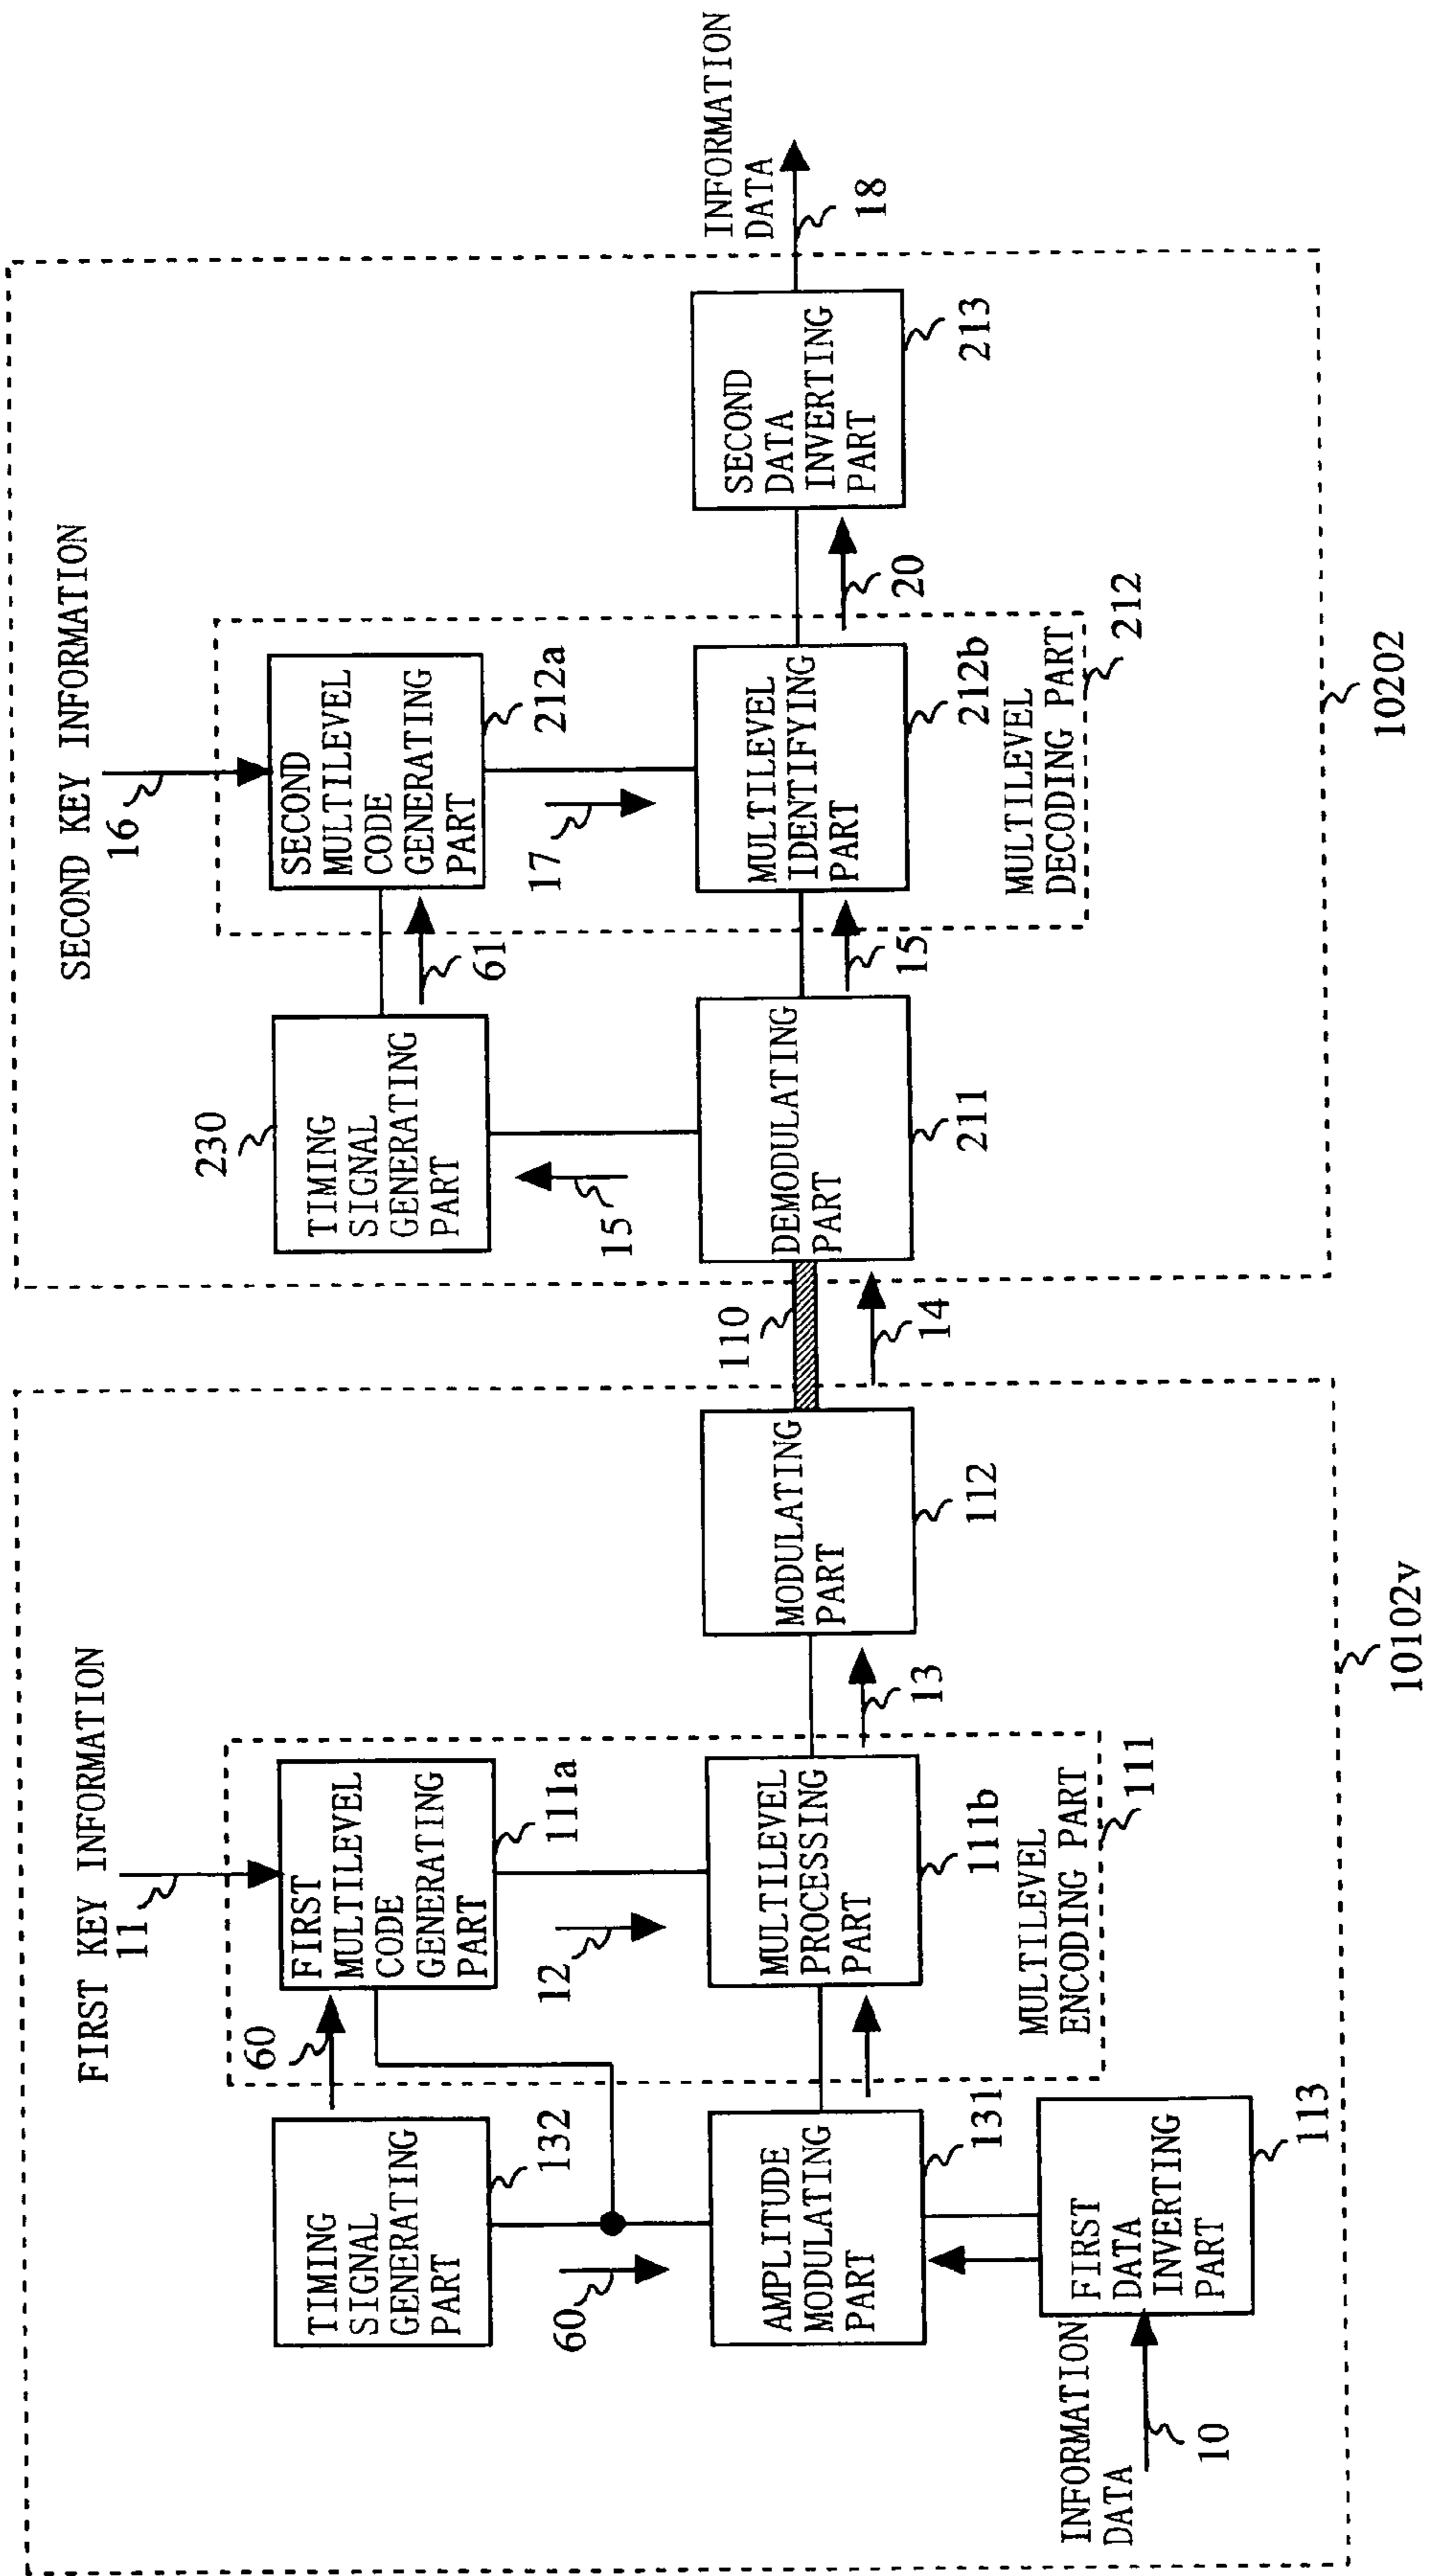 FIRST KEY INFORMATION
11
60
TIMING
SIGNAL
GENERATING
PART
132
FIRST
MULTILEVEL
CODE
GENERATING
PART
111a
60
12
AMPLITUDE
MODULATING
PART
131
MULTILEVEL
PROCESSING
PART
111b
13
MODULATING
PART
112
MULTILEVEL
ENCODING PART
111
INFORMATION
DATA
10
FIRST
DATA
INVERTING
PART
113
10102v
110
14
SECOND KEY INFORMATION
16
230
TIMING
SIGNAL
GENERATING
PART
61
SECOND
MULTILEVEL
CODE
GENERATING
PART
212a
15
17
DEMODULATING
PART
211
15
MULTILEVEL
IDENTIFYING
PART
212b
20
MULTILEVEL
DECODING PART
212
SECOND
DATA
INVERTING
PART
213
INFORMATION
DATA
18
10202